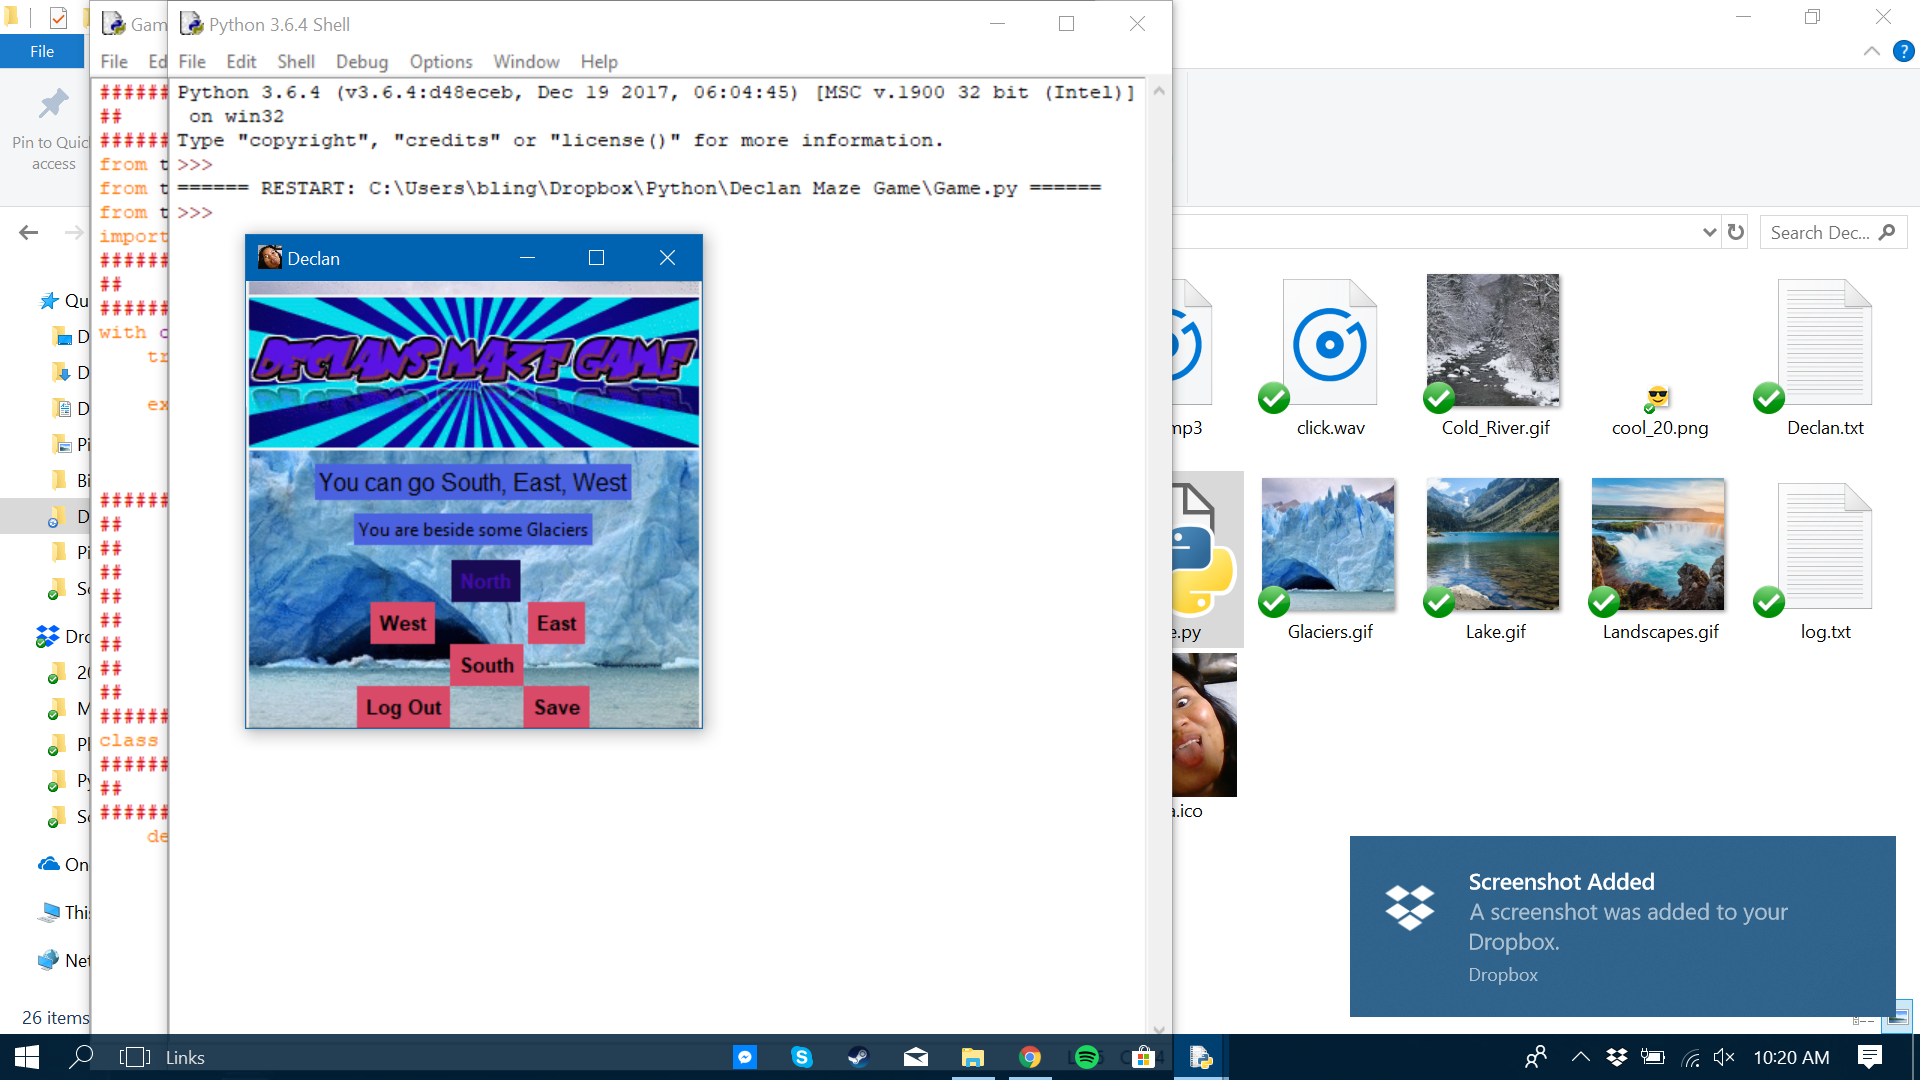 File
Pin to Quic
access
Gam
File Ed
Python 3.6.4 Shell
File Edit Shell Debug Options Window Help
Python 3.6.4 (v3.6.4:d48eceb, Dec 19 2017, 06:04:45) [MSC v.1900 32 bit (Intel)]
on win32
Type "copyright", "credits" or "license()" for more information.
>>>
====== RESTART: C:\Users\bling\Dropbox\Python\Declan Maze Game\Game.py ======
>>>
#######
##
#######
from t
from t
from t
import
#######
##
#######
with c
tr
ex
#######
##
##
##
##
##
##
##
##
#######
class
#######
##
#######
de
Declan
DECLANS MAZE GAME
You can go South, East, West
You are beside some Glaciers
North
West
East
South
Log Out
Save
Qu
D
D
D
Pi
Bi
D
Pi
Sc
Dro
20
M
Pl
Py
Sc
On
This
Net
26 items
Search Dec...
mp3
click.wav
Cold_River.gif
cool_20.png
Declan.txt
e.py
Glaciers.gif
Lake.gif
Landscapes.gif
log.txt
a.ico
Screenshot Added
A screenshot was added to your
Dropbox.
Dropbox
Links
10:20 AM